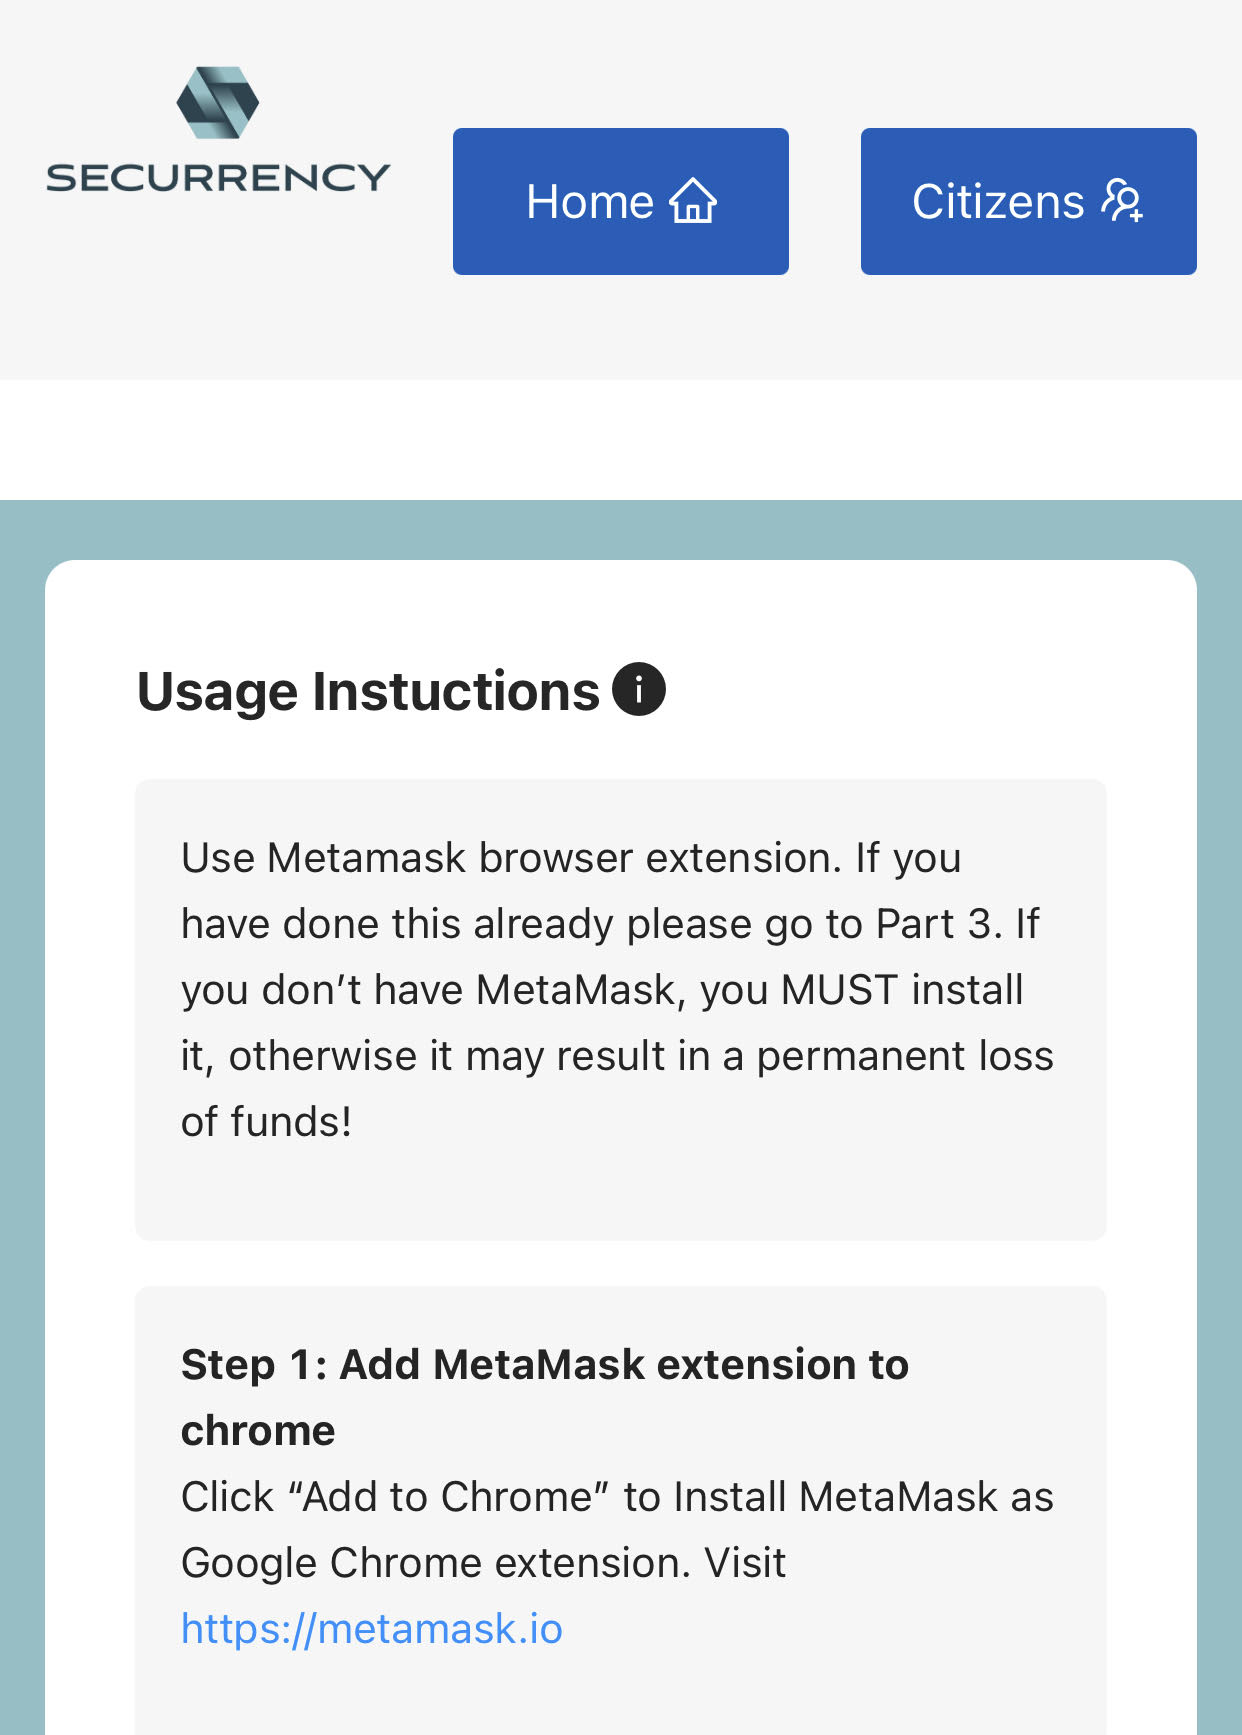 SECURRENCY
Home
Citizens
Usage Instuctions
Use Metamask browser extension. If you
have done this already please go to Part 3. If
you don’t have MetaMask, you MUST install
it, otherwise it may result in a permanent loss
of funds!
Step 1: Add MetaMask extension to
chrome
Click “Add to Chrome” to Install MetaMask as
Google Chrome extension. Visit
https://metamask.io